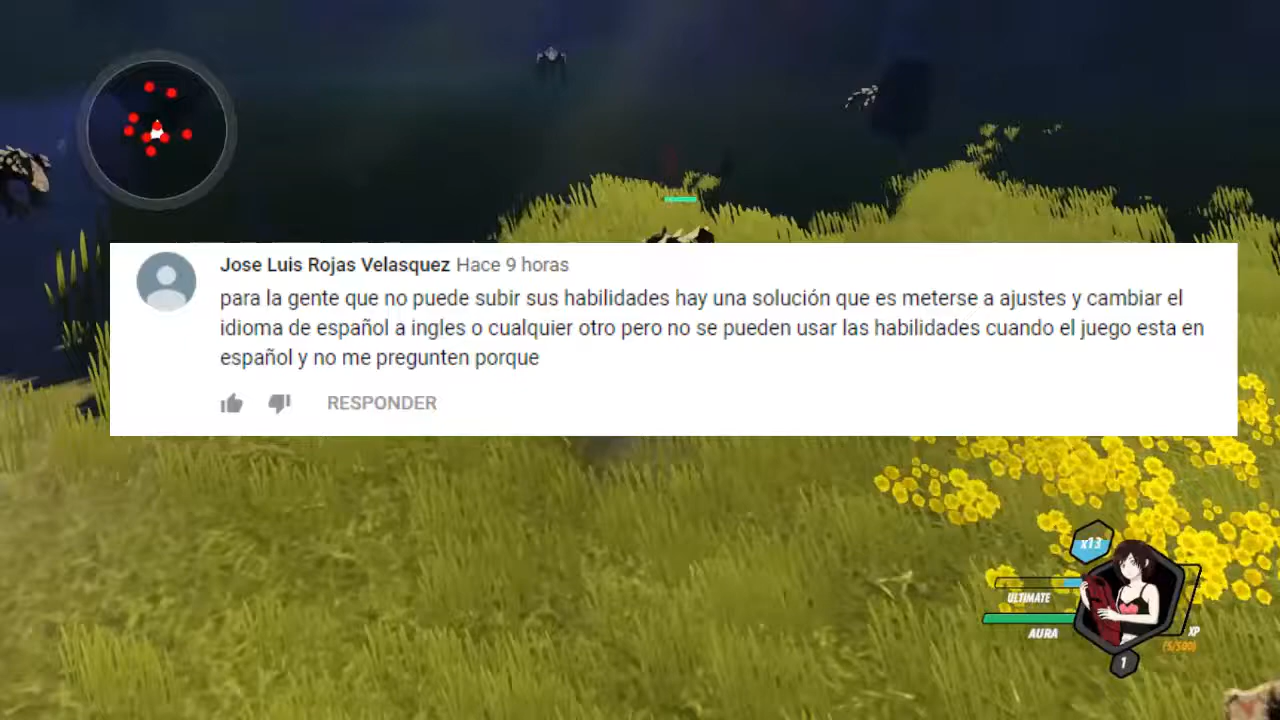 Jose Luis Rojas Velasquez Hace 9 horas
para la gente que no puede subir sus habilidades hay una solución que es meterse a ajustes y cambiar el
idioma de español a ingles o cualquier otro pero no se pueden usar las habilidades cuando el juego esta en
español y no me pregunten porque
RESPONDER
x13
ULTIMATE
AURA
XP
(5/500)
1